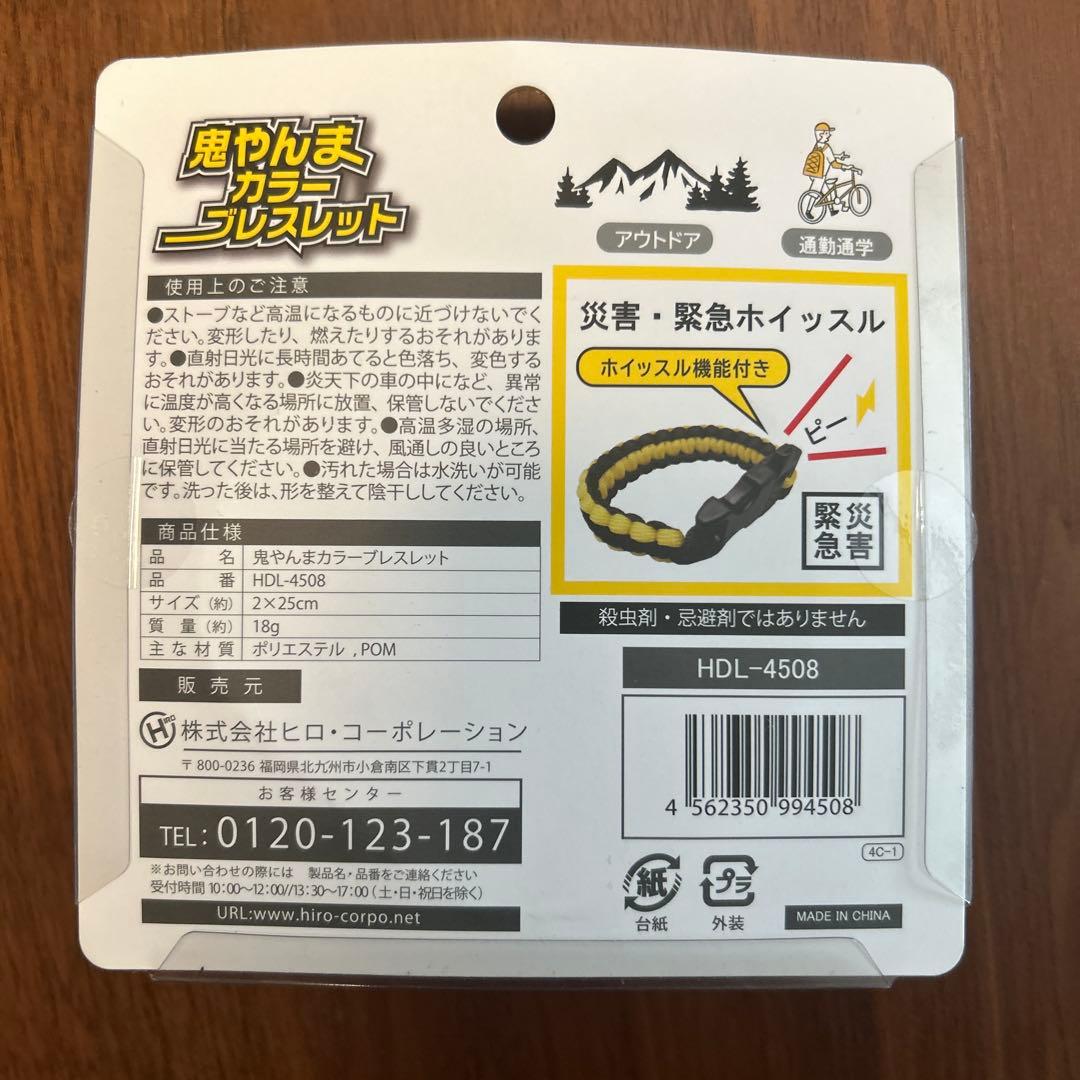 鬼やんま
カラー
ブレスレット
アウトドア
通勤通学
使用上のご注意
●ストーブなど高温になるものに近づけないでく
ださい。変形したり、燃えたりするおそれがありま
す。●直射日光に長時間あてると色落ち、変色する
おそれがあります。●炎天下の車の中になど、異常
に温度が高くなる場所に放置、保管しないでくださ
い。変形のおそれがあります。●高温多湿の場所、
直射日光に当たる場所を避け、風通しの良いところ
に保管してください。●汚れた場合は水洗いが可能
です。洗った後は、形を整えて陰干ししてください。
商品仕様
品名 鬼やんまカラーブレスレット
品番 HDL-4508
サイズ（約） 2×25cm
質量（約） 18g
主な材質 ポリエステル ,POM
販売元
HIRO
株式会社ヒロ・コーポレーション
〒800-0236 福岡県北九州市小倉南区下貫2丁目7-1
お客様センター
TEL: 0120-123-187
※お問い合わせの際には 製品名・品番をご連絡ください
受付時間 10:00～12:00//13:30～17:00（土・日・祝日を除く）
URL:www.hiro-corpo.net
災害・緊急ホイッスル
ホイッスル機能付き
ピー
災害
緊急
殺虫剤・忌避剤ではありません
HDL-4508
4 562350 994508
4C-1
紙
台紙
プラ
外装
MADE IN CHINA